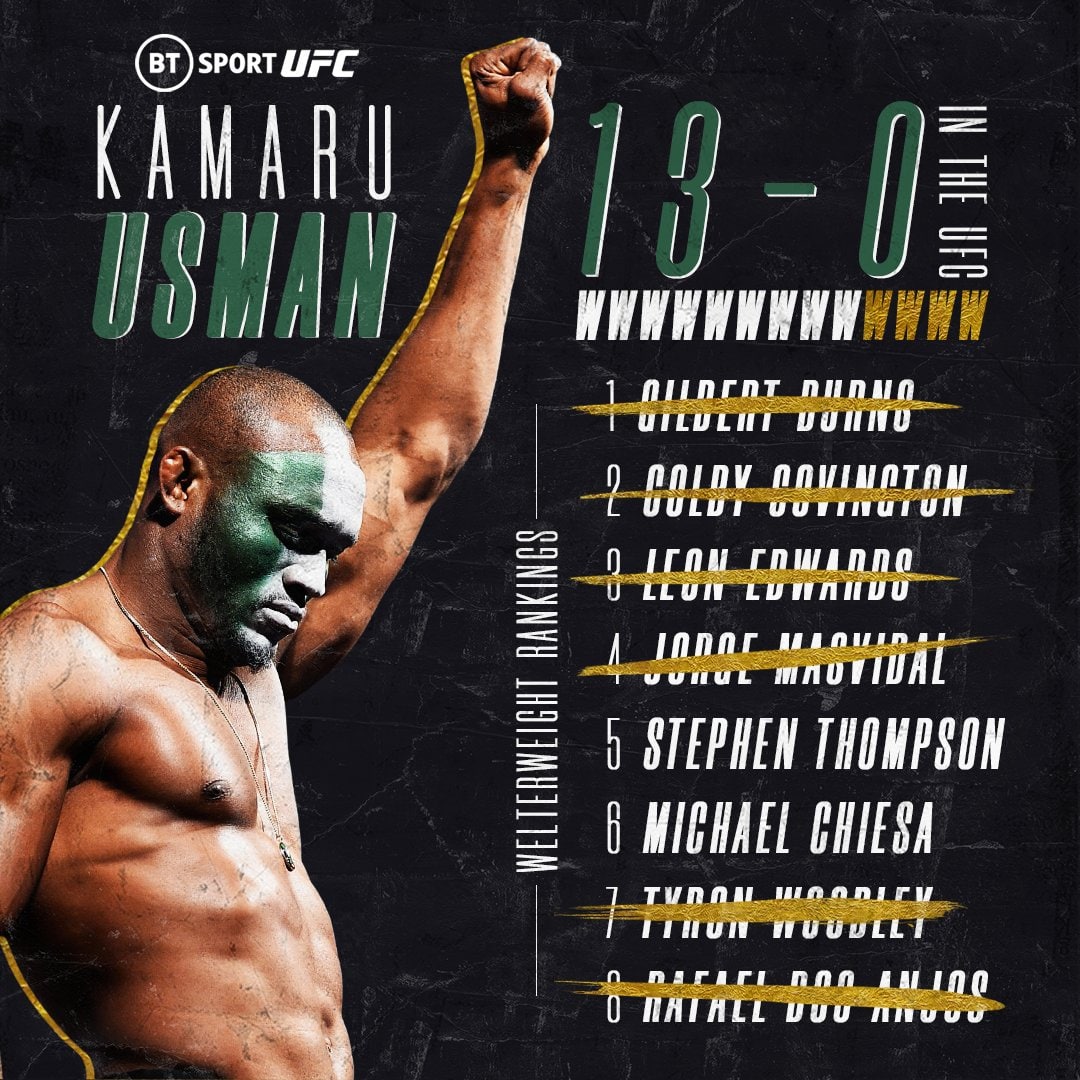 BT SPORT UFC
KAMARU
USMAN
13-0
IN THE UFC
WWWWWWWWWWWWW
WELTERWEIGHT RANKINGS
1 GILBERT BURNS
2 COLBY COVINGTON
3 LEON EDWARDS
4 JORGE MASVIDAL
5 STEPHEN THOMPSON
6 MICHAEL CHIESA
7 TYRON WOODLEY
8 RAFAEL DOS ANJOS